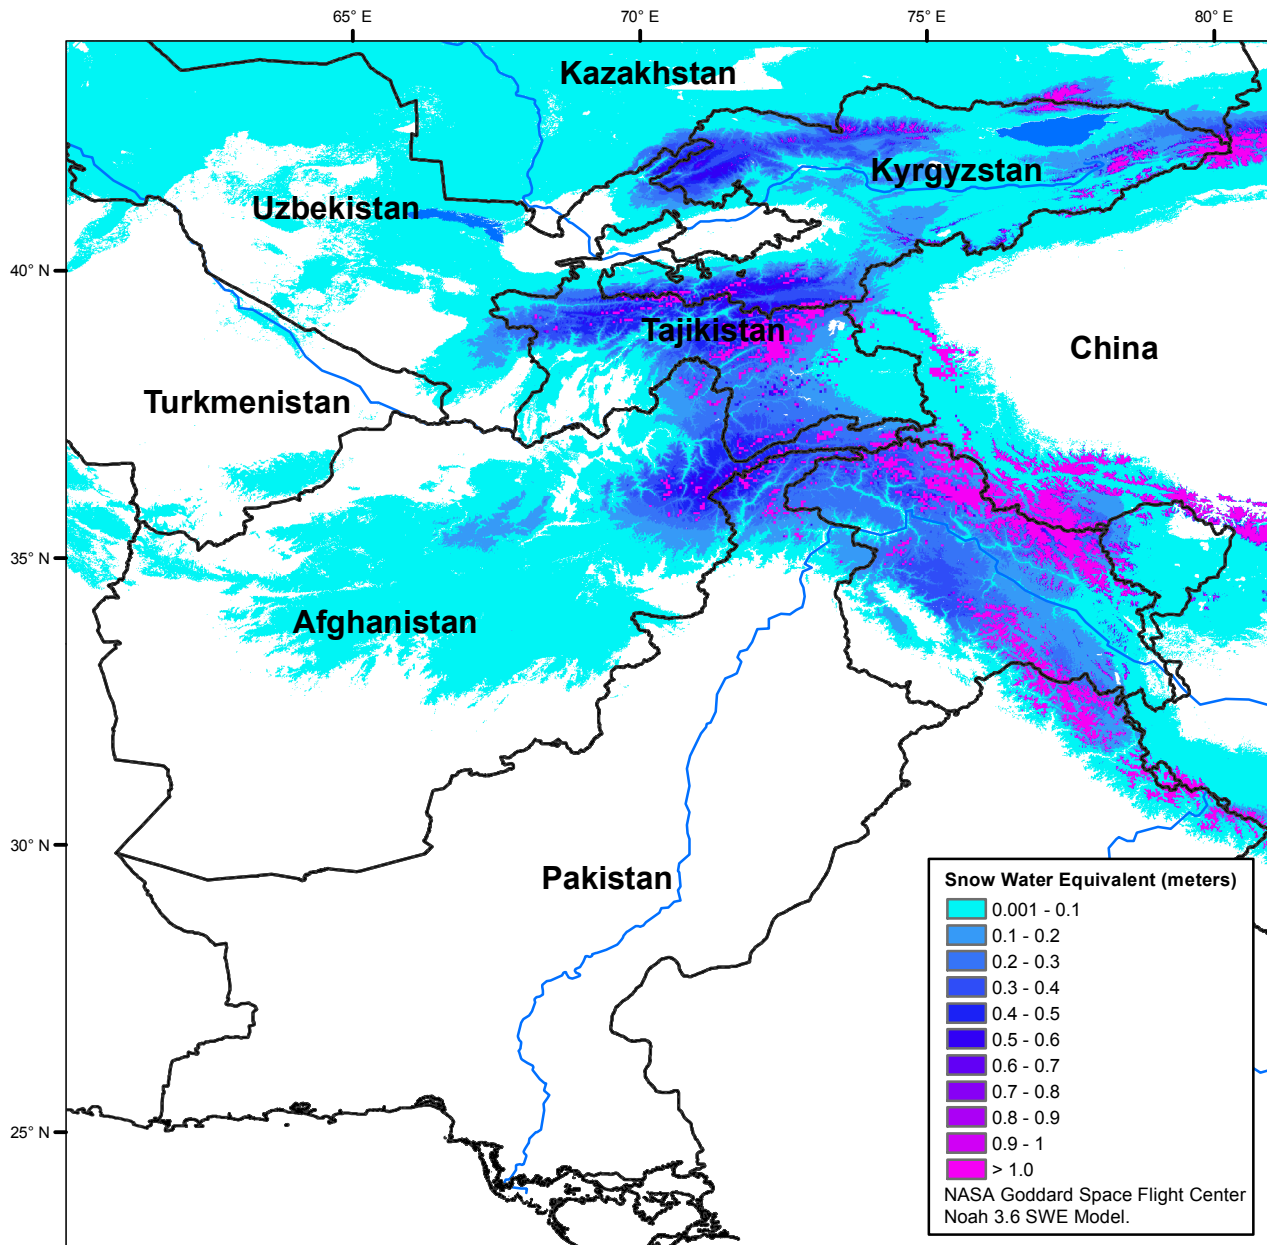 65° E
70° E
75° E
80° E
Kazakhstan
Kyrgyzstan
Uzbekistan
40° N
Tajikistan
China
Turkmenistan
35° N
Afghanistan
30° N
Pakistan
25° N
Snow Water Equivalent (meters)
0.001 - 0.1
0.1 - 0.2
0.2 - 0.3
0.3 - 0.4
0.4 - 0.5
0.5 - 0.6
0.6 - 0.7
0.7 - 0.8
0.8 - 0.9
0.9 - 1
> 1.0
NASA Goddard Space Flight Center
Noah 3.6 SWE Model.